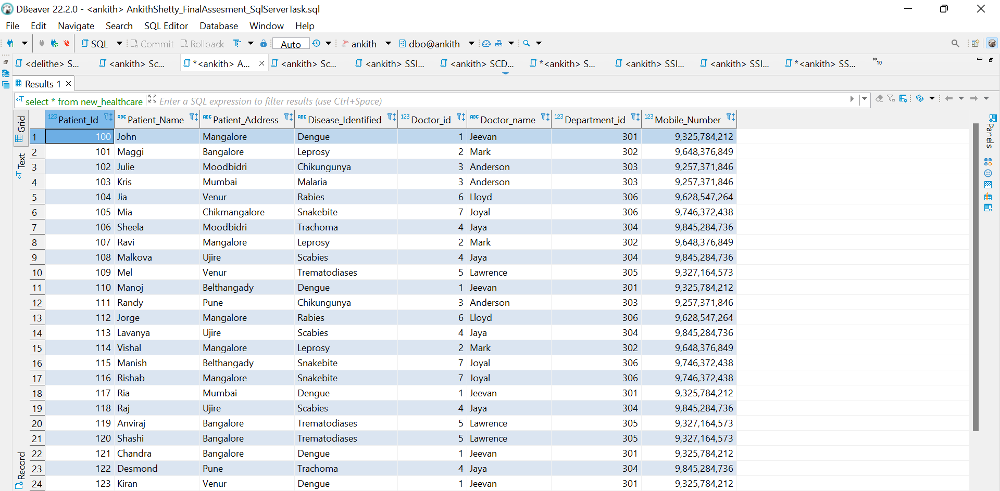 DBeaver 22.2.0 - <ankith> AnkithShetty_FinalAssesment_SqlServerTask.sql
File Edit Navigate Search SQL Editor Database Window Help
SQL Commit Rollback Auto ankith dbo@ankith
<delithe> S... <ankith> Sc... *<ankith> A... <ankith> Sc... <ankith> SSI... <ankith> SCD... *<ankith> S... <ankith> SSI... <ankith> SSI... *<ankith> SS... »10
Results 1
select * from new_healthcare Enter a SQL expression to filter results (use Ctrl+Space)
Grid
Text
Record
Panels
123 Patient_Id ABC Patient_Name ABC Patient_Address ABC Disease_Identified 123 Doctor_id ABC Doctor_name 123 Department_id 123 Mobile_Number
1 100 John Mangalore Dengue 1 Jeevan 301 9,325,784,212
2 101 Maggi Bangalore Leprosy 2 Mark 302 9,648,376,849
3 102 Julie Moodbidri Chikungunya 3 Anderson 303 9,257,371,846
4 103 Kris Mumbai Malaria 3 Anderson 303 9,257,371,846
5 104 Jia Venur Rabies 6 Lloyd 306 9,628,547,264
6 105 Mia Chikmangalore Snakebite 7 Joyal 306 9,746,372,438
7 106 Sheela Moodbidri Trachoma 4 Jaya 304 9,845,284,736
8 107 Ravi Mangalore Leprosy 2 Mark 302 9,648,376,849
9 108 Malkova Ujire Scabies 4 Jaya 304 9,845,284,736
10 109 Mel Venur Trematodiases 5 Lawrence 305 9,327,164,573
11 110 Manoj Belthangady Dengue 1 Jeevan 301 9,325,784,212
12 111 Randy Pune Chikungunya 3 Anderson 303 9,257,371,846
13 112 Jorge Mangalore Rabies 6 Lloyd 306 9,628,547,264
14 113 Lavanya Ujire Scabies 4 Jaya 304 9,845,284,736
15 114 Vishal Mangalore Leprosy 2 Mark 302 9,648,376,849
16 115 Manish Belthangady Snakebite 7 Joyal 306 9,746,372,438
17 116 Rishab Mangalore Snakebite 7 Joyal 306 9,746,372,438
18 117 Ria Mumbai Dengue 1 Jeevan 301 9,325,784,212
19 118 Raj Ujire Scabies 4 Jaya 304 9,845,284,736
20 119 Anviraj Bangalore Trematodiases 5 Lawrence 305 9,327,164,573
21 120 Shashi Bangalore Trematodiases 5 Lawrence 305 9,327,164,573
22 121 Chandra Bangalore Dengue 1 Jeevan 301 9,325,784,212
23 122 Desmond Pune Trachoma 4 Jaya 304 9,845,284,736
24 123 Kiran Venur Dengue 1 Jeevan 301 9,325,784,212